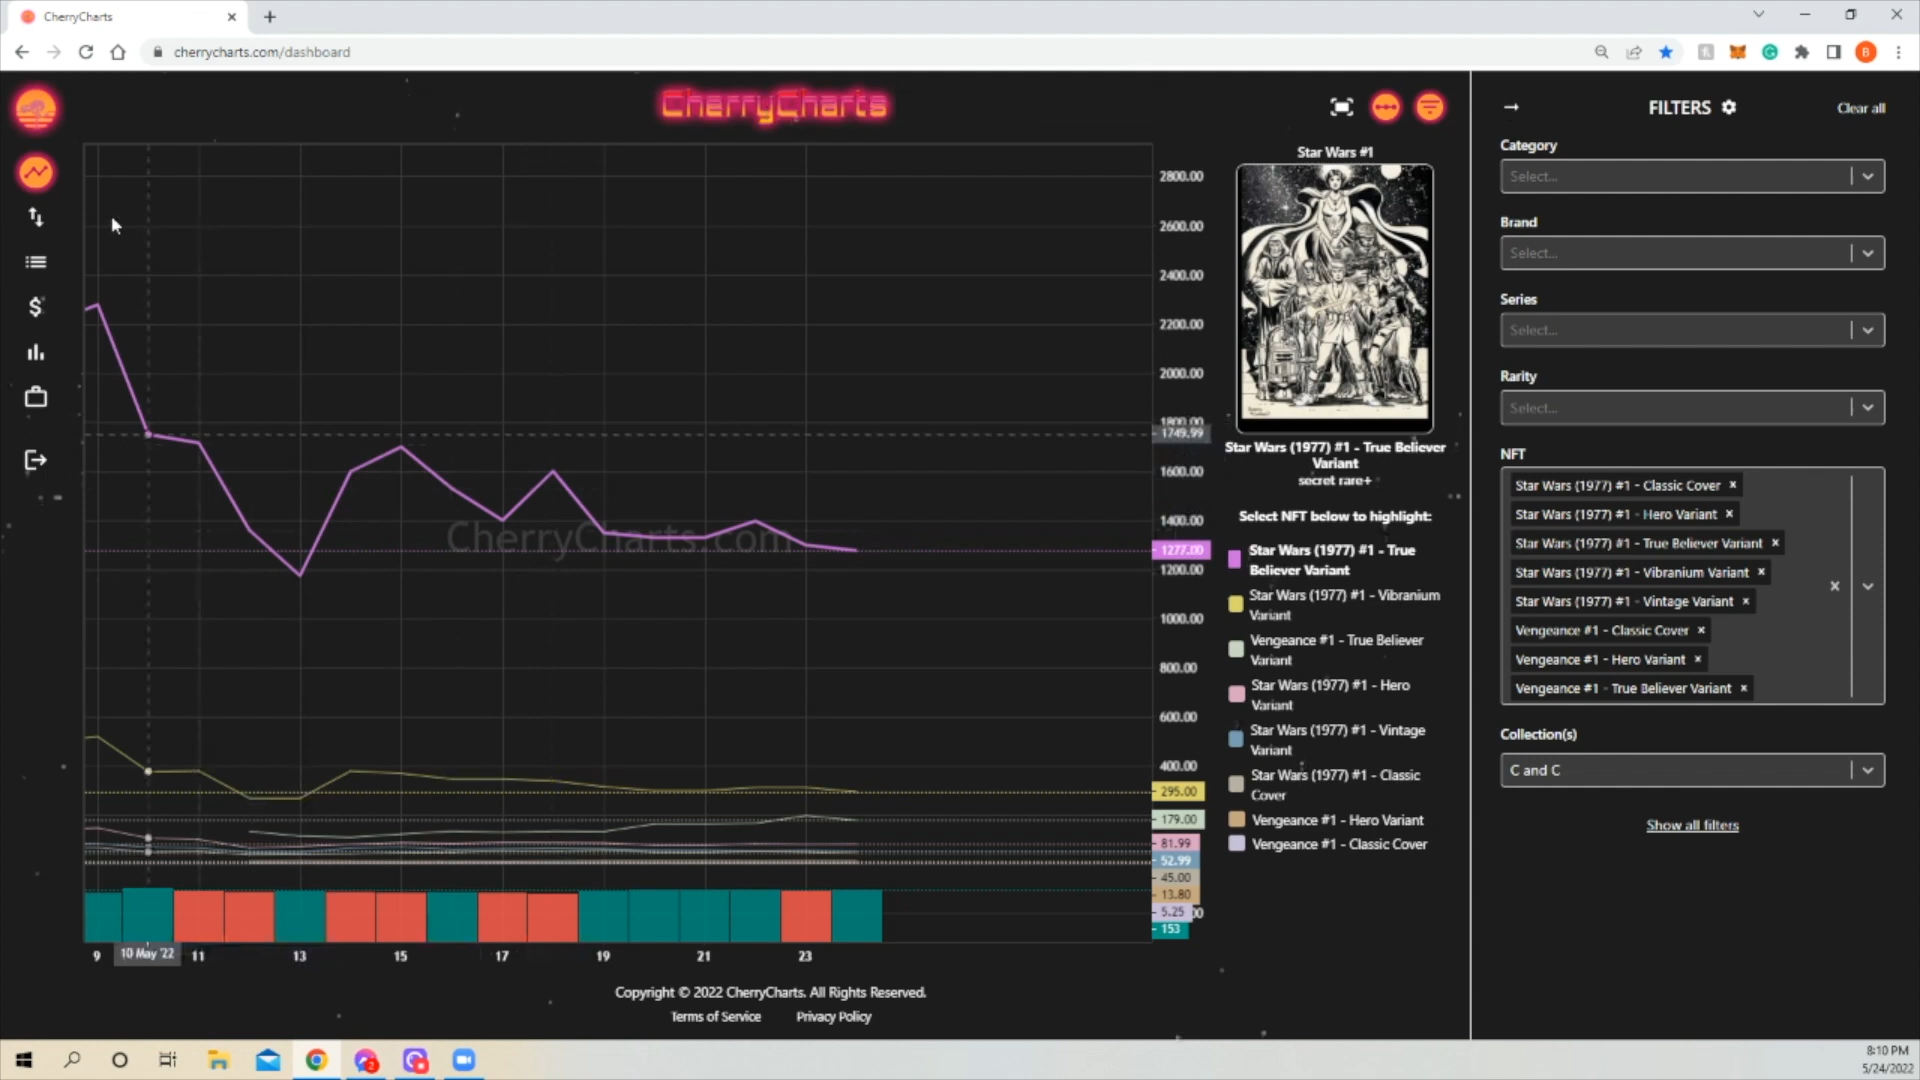 CherryCharts
cherrycharts.com/dashboard
B
CherryCharts
FILTERS
Clear all
Star Wars #1
Category
Select...
Brand
Select...
Series
Select...
Rarity
Select...
NFT
Star Wars (1977) #1 - Classic Cover ×
Star Wars (1977) #1 - Hero Variant ×
Star Wars (1977) #1 - True Believer Variant ×
Star Wars (1977) #1 - Vibranium Variant ×
Star Wars (1977) #1 - Vintage Variant ×
Vengeance #1 - Classic Cover ×
Vengeance #1 - Hero Variant ×
Vengeance #1 - True Believer Variant ×
Collection(s)
C and C
Show all filters
Star Wars (1977) #1 - True Believer
Variant
secret rare+
Select NFT below to highlight:
Star Wars (1977) #1 - True
Believer Variant
Star Wars (1977) #1 - Vibranium
Variant
Vengeance #1 - True Believer
Variant
Star Wars (1977) #1 - Hero
Variant
Star Wars (1977) #1 - Vintage
Variant
Star Wars (1977) #1 - Classic
Cover
Vengeance #1 - Hero Variant
Vengeance #1 - Classic Cover
2800.00
2600.00
2400.00
2200.00
2000.00
1800.00
1749.99
1600.00
1400.00
1277.00
1200.00
1000.00
800.00
600.00
400.00
295.00
179.00
81.99
52.99
45.00
13.80
5.25
153
CherryCharts.com
9 10 May '22 11 13 15 17 19 21 23
Copyright © 2022 CherryCharts. All Rights Reserved.
Terms of Service Privacy Policy
2
8:10 PM
5/24/2022